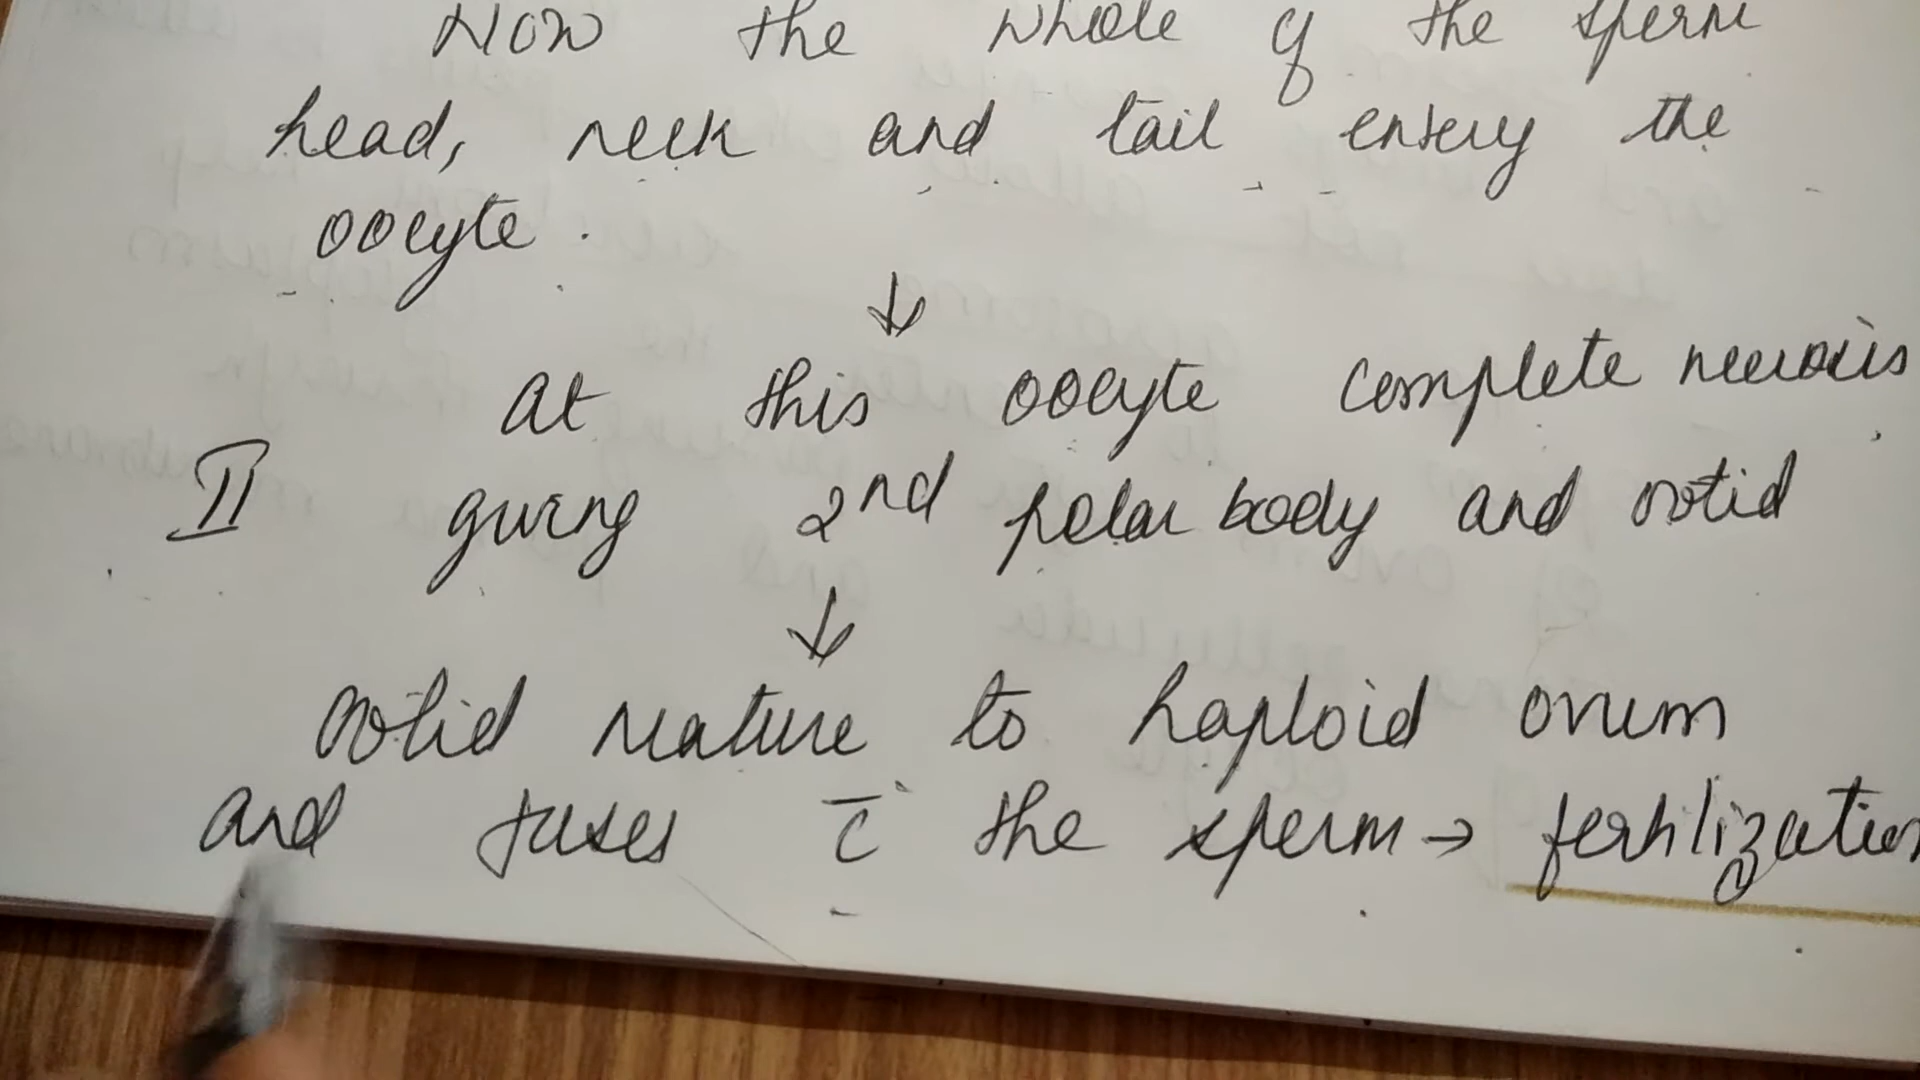 Now the whole of the sperm
head, neck and tail entery the
oocyte.
↓
at this oocyte complete meiosis
II giving 2nd polar body and ootid
↓
ootid mature to haploid ovum
and fuses c̄ the sperm → fertilization